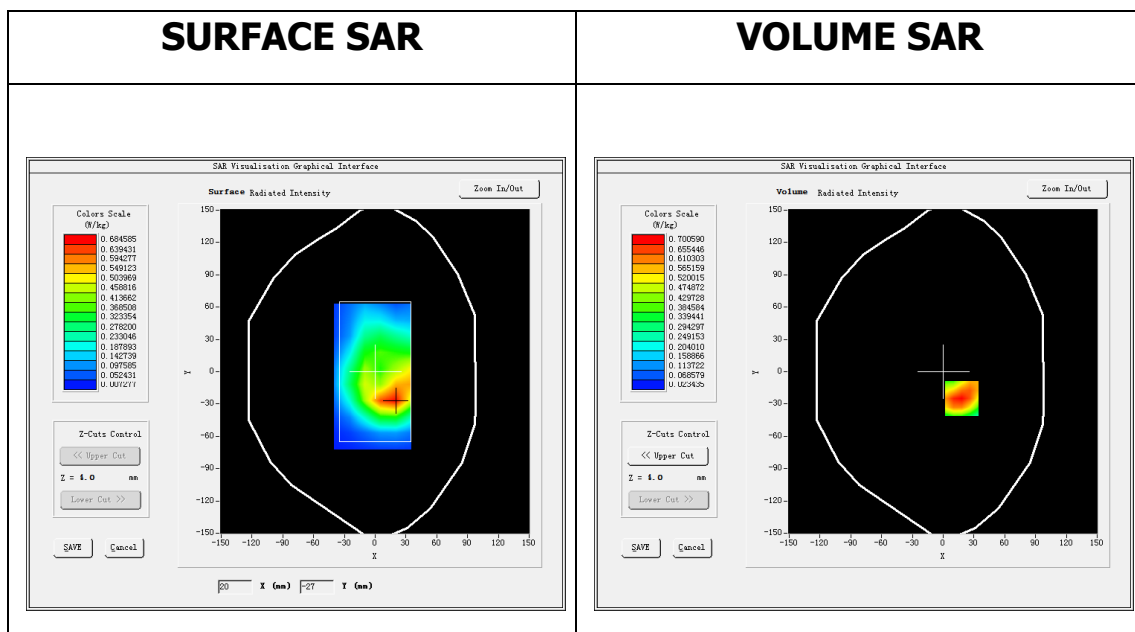 SURFACE SAR
VOLUME SAR
SAR Visualisation Graphical Interface
Surface Radiated Intensity
Zoom In/Out
Colors Scale
(W/kg)
0.684585
0.639431
0.594277
0.549123
0.503969
0.458816
0.413662
0.368508
0.323354
0.278200
0.233046
0.187893
0.142739
0.097585
0.052431
0.007277
Z-Cuts Control
<< Upper Cut
Z = 4.0 mm
Lower Cut >>
SAVE
Cancel
150
120
90
60
30
0
-30
-60
-90
-120
-150
Y
-150 -120 -90 -60 -30 0 30 60 90 120 150
X
20 X (mm) -27 Y (mm)
SAR Visualisation Graphical Interface
Volume Radiated Intensity
Zoom In/Out
Colors Scale
(W/kg)
0.700590
0.655446
0.610303
0.565159
0.520015
0.474872
0.429728
0.384584
0.339441
0.294297
0.249153
0.204010
0.158866
0.113722
0.068579
0.023435
Z-Cuts Control
<< Upper Cut
Z = 4.0 mm
Lower Cut >>
SAVE
Cancel
150
120
90
60
30
0
-30
-60
-90
-120
-150
Y
-150 -120 -90 -60 -30 0 30 60 90 120 150
X